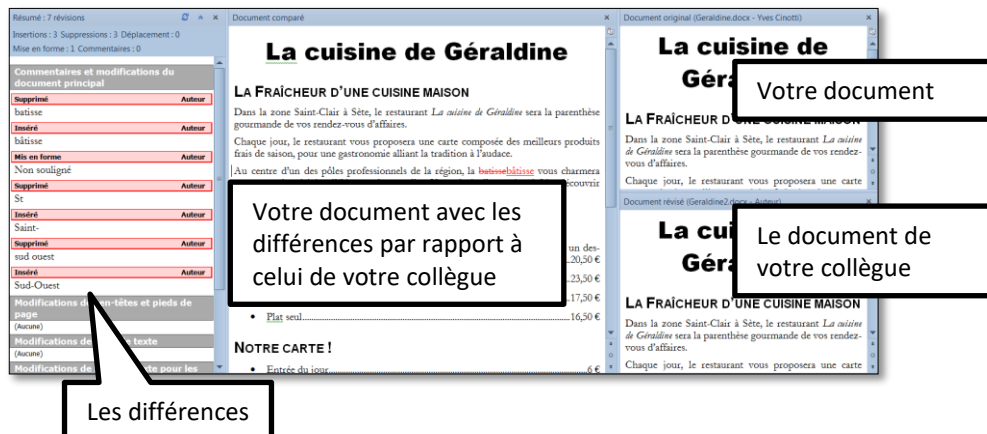 Résumé : 7 révisions
Insertions : 3 Suppressions : 3 Déplacement : 0
Mise en forme : 1 Commentaires : 0
Commentaires et modifications du
document principal
Supprimé Auteur
batisse
Inséré Auteur
bâtisse
Mis en forme Auteur
Non souligné
Supprimé Auteur
St
Inséré Auteur
Saint-
Supprimé Auteur
sud ouest
Inséré Auteur
Sud-Ouest
Modifications des en-têtes et pieds de
page
(Aucune)
Modifications de texte
(Aucune)
Modifications de texte pour les
Les différences
Document comparé
La cuisine de Géraldine
LA FRAÎCHEUR D'UNE CUISINE MAISON
Dans la zone Saint-Clair à Sète, le restaurant La cuisine de Géraldine sera la parenthèse
gourmande de vos rendez-vous d'affaires.
Chaque jour, le restaurant vous proposera une carte composée des meilleurs produits
frais de saison, pour une gastronomie alliant la tradition à l'audace.
Au centre d'un des pôles professionnels de la région, la batissebâtisse vous charmera
découvrir
Votre document avec les
différences par rapport à
celui de votre collègue
un des-
20,50 €
23,50 €
17,50 €
• Plat seul 16,50 €
NOTRE CARTE !
• Entrée du jour 6 €
Document original (Geraldine.docx - Yves Cinotti)
La cuisine de
Votre document
LA FRAÎCHEUR D'UNE CUISINE MAISON
Dans la zone Saint-Clair à Sète, le restaurant La cuisine
de Géraldine sera la parenthèse gourmande de vos rendez-
vous d'affaires.
Chaque jour, le restaurant vous proposera une carte
Document révisé (Geraldine2.docx - Auteur)
Le document de
votre collègue
LA FRAÎCHEUR D'UNE CUISINE MAISON
Dans la zone Saint-Clair à Sète, le restaurant La cuisine
de Géraldine sera la parenthèse gourmande de vos rendez-
vous d'affaires.
Chaque jour, le restaurant vous proposera une carte